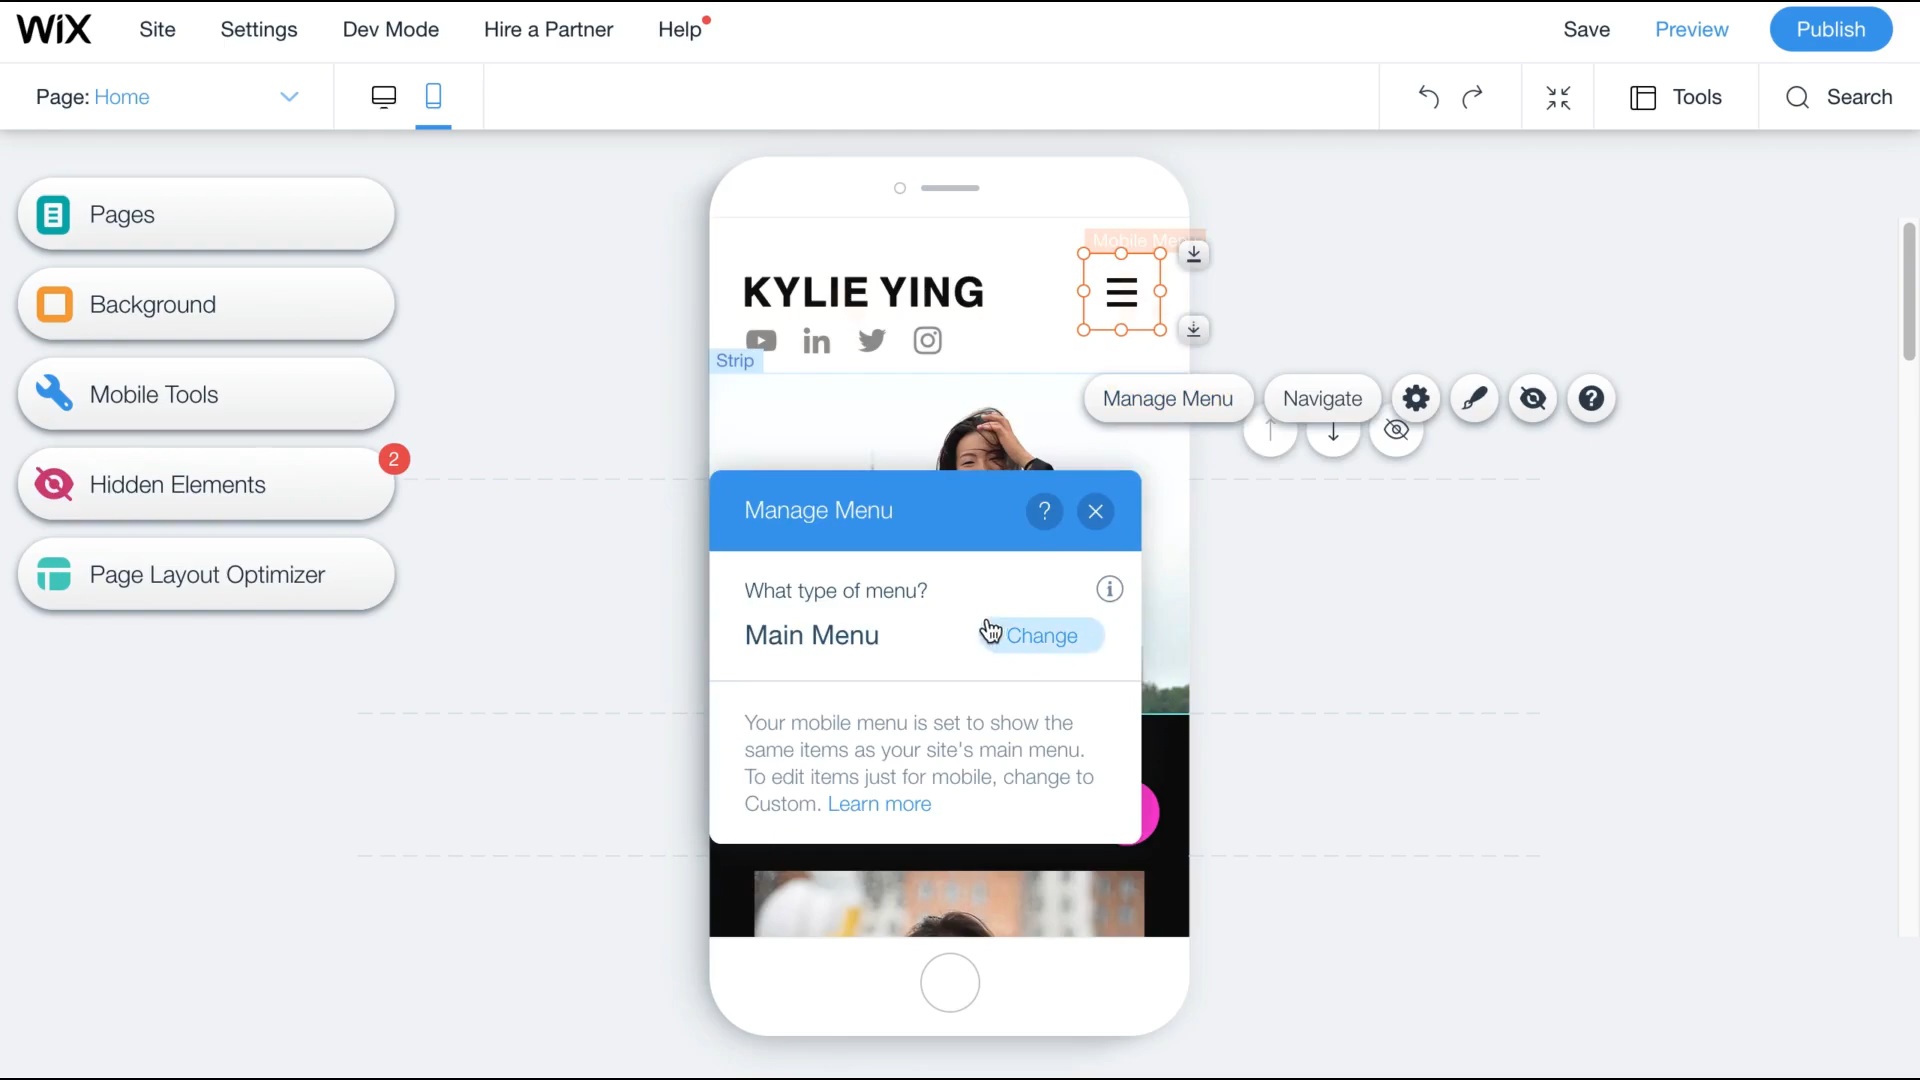 WiX
Site
Settings
Dev Mode
Hire a Partner
Help
Save
Preview
Publish
Page: Home
Tools
Search
Pages
Background
Mobile Tools
Hidden Elements
2
Page Layout Optimizer
Mobile Me
KYLIE YING
in
Strip
Manage Menu
Navigate
?
Manage Menu
?
What type of menu?
i
Main Menu
Change
Your mobile menu is set to show the
same items as your site's main menu.
To edit items just for mobile, change to
Custom. Learn more